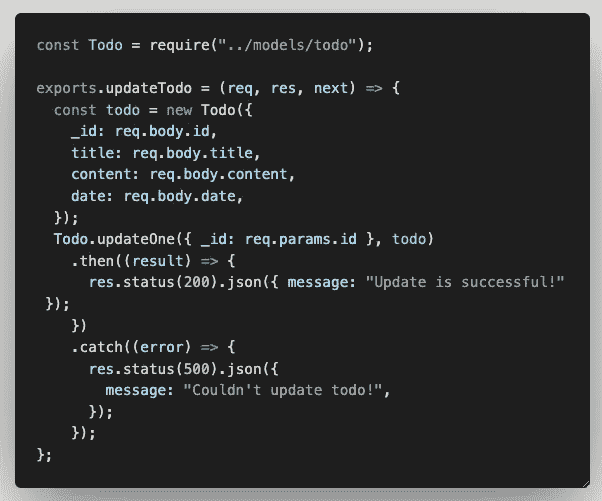 const Todo = require("../models/todo");

exports.updateTodo = (req, res, next) => {
  const todo = new Todo({
    _id: req.body.id,
    title: req.body.title,
    content: req.body.content,
    date: req.body.date,
  });
  Todo.updateOne({ _id: req.params.id }, todo)
    .then((result) => {
      res.status(200).json({ message: "Update is successful!"
 });
    })
    .catch((error) => {
      res.status(500).json({
        message: "Couldn't update todo!",
      });
    });
};